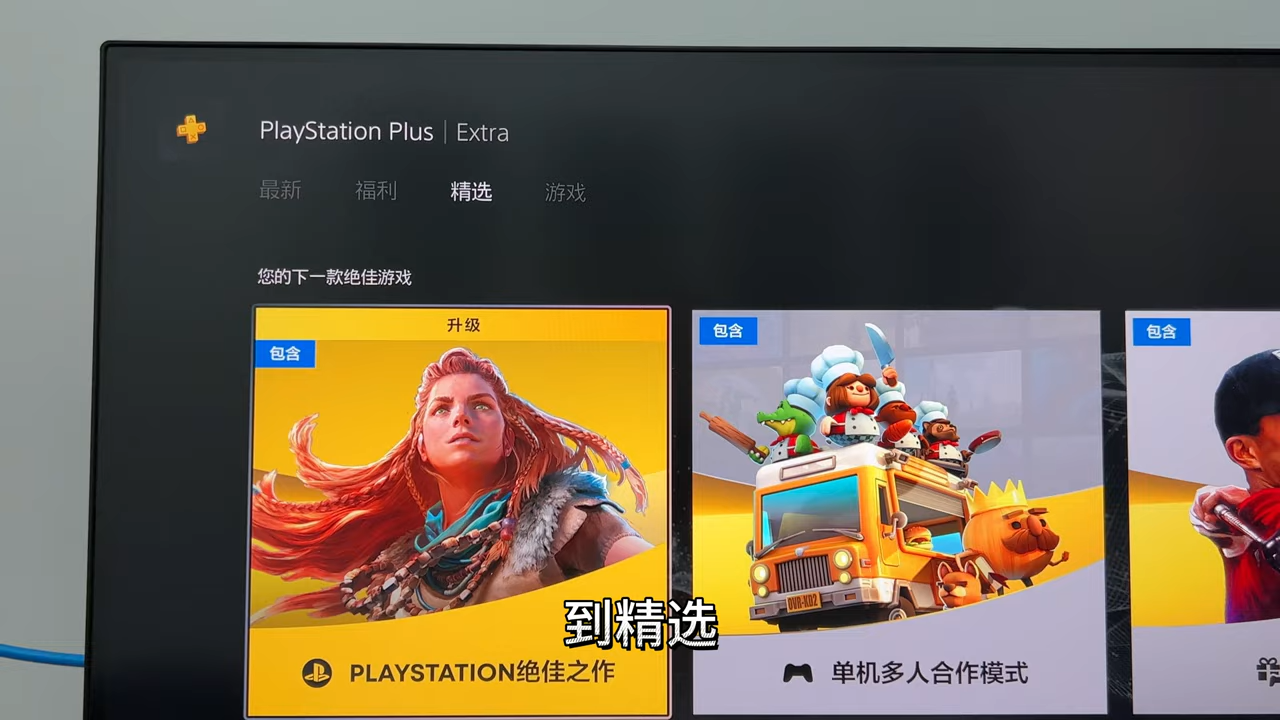 PlayStation Plus | Extra
最新 福利 精选 游戏
您的下一款绝佳游戏
升级
包含
包含
包含
OVR-KD2
到精选
PLAYSTATION绝佳之作
单机多人合作模式